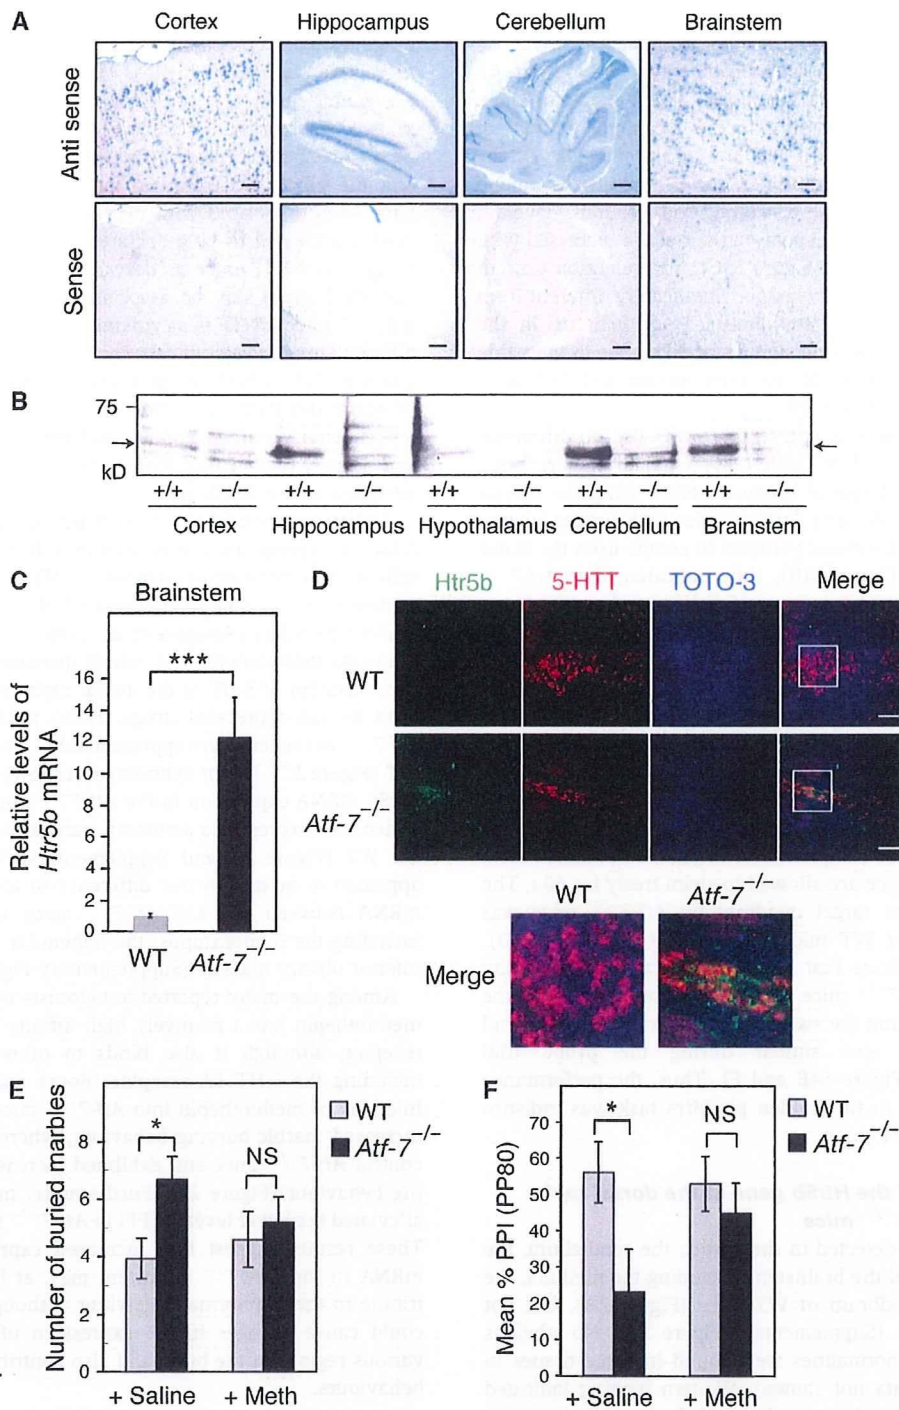 A
Cortex
Hippocampus
Cerebellum
Brainstem
Anti sense
Sense
B
75
kD
+/+
−/−
+/+
−/−
+/+
−/−
+/+
−/−
+/+
−/−
Cortex
Hippocampus
Hypothalamus
Cerebellum
Brainstem
C
Brainstem
***
Relative levels of
Htr5b mRNA
16
14
12
10
8
6
4
2
0
WT
Atf-7−/−
D
Htr5b
5-HTT
TOTO-3
Merge
WT
Atf-7−/−
WT
Atf-7−/−
Merge
E
WT
Atf-7−/−
Number of buried marbles
8
6
4
2
0
*
NS
+ Saline
+ Meth
F
WT
Atf-7−/−
Mean % PPI (PP80)
70
60
50
40
30
20
10
0
*
NS
+ Saline
+ Meth